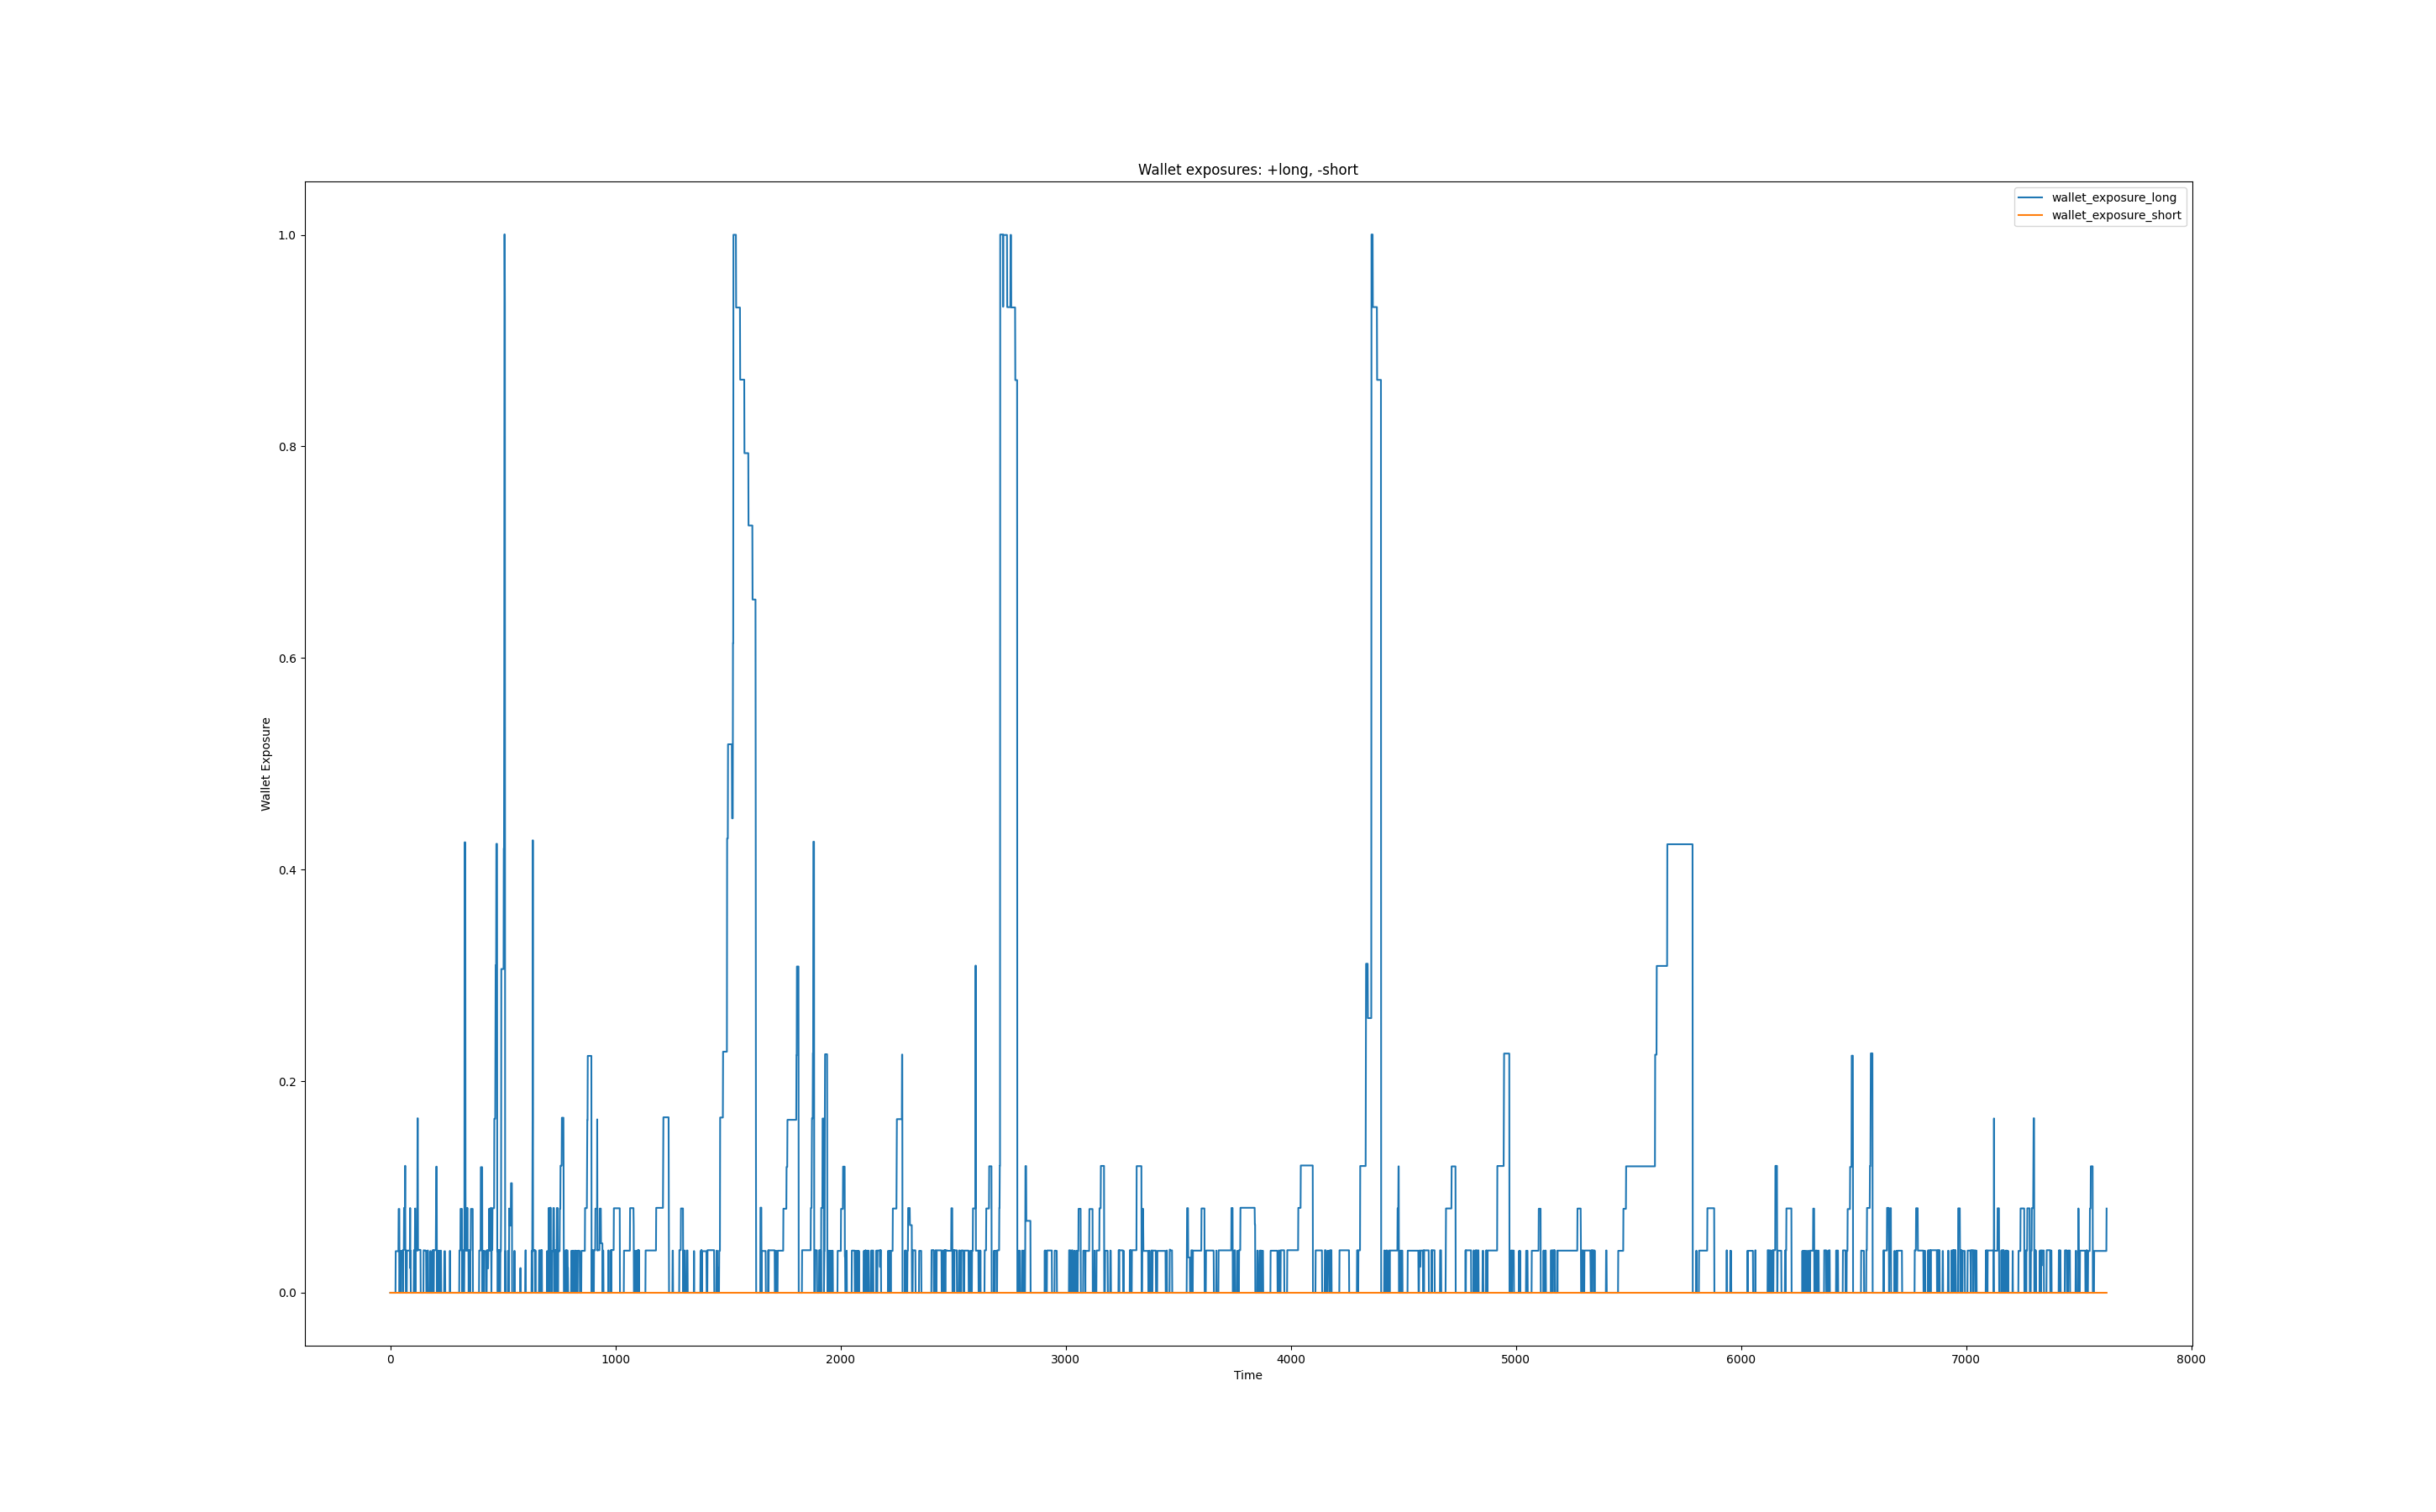 Wallet exposures: +long, -short
wallet_exposure_long
wallet_exposure_short
1.0
0.8
0.6
0.4
0.2
0.0
Wallet Exposure
0 1000 2000 3000 4000 5000 6000 7000 8000
Time